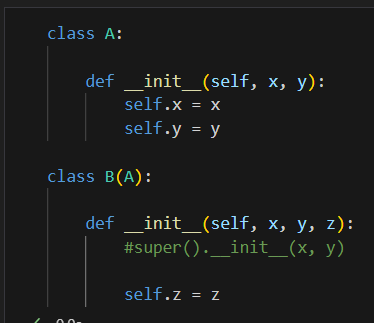 class A:
    def __init__(self, x, y):
        self.x = x
        self.y = y
class B(A):
    def __init__(self, x, y, z):
        #super().__init__(x, y)
        self.z = z